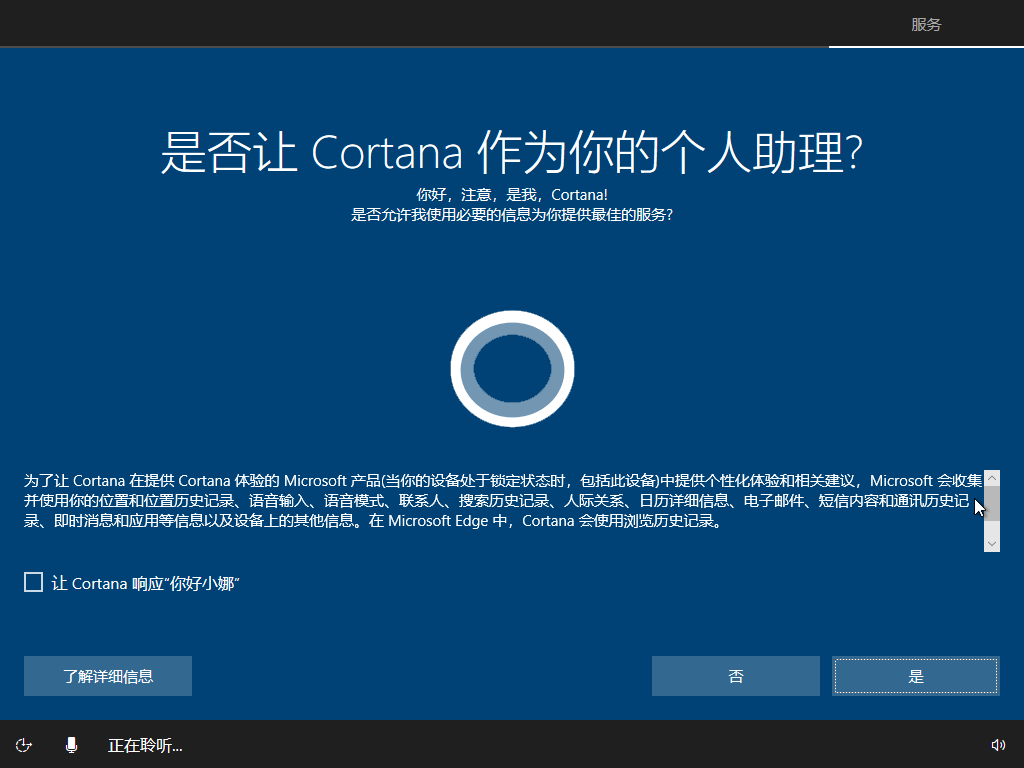 服务
是否让 Cortana 作为你的个人助理?
你好，注意，是我，Cortana!
是否允许我使用必要的信息为你提供最佳的服务?
为了让 Cortana 在提供 Cortana 体验的 Microsoft 产品(当你的设备处于锁定状态时，包括此设备)中提供个性化体验和相关建议，Microsoft 会收集
并使用你的位置和位置历史记录、语音输入、语音模式、联系人、搜索历史记录、人际关系、日历详细信息、电子邮件、短信内容和通讯历史记
录、即时消息和应用等信息以及设备上的其他信息。在 Microsoft Edge 中，Cortana 会使用浏览历史记录。
让 Cortana 响应“你好小娜”
了解详细信息
否
是
正在聆听...